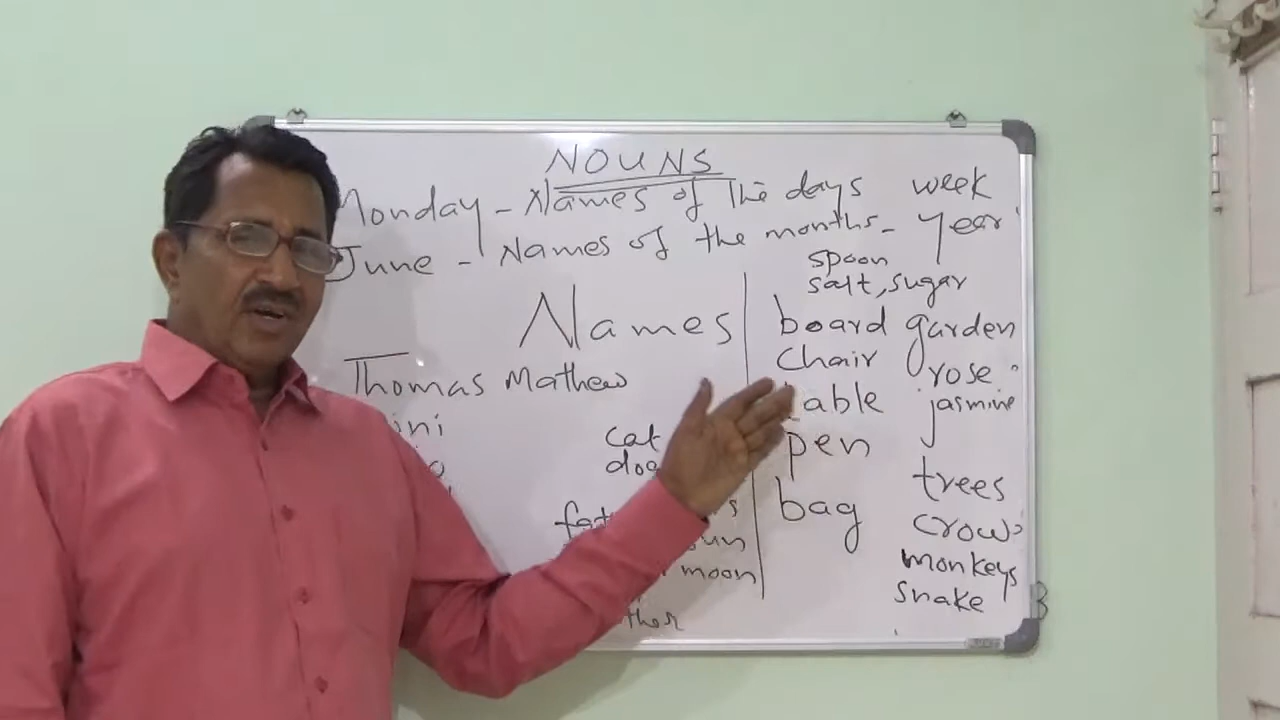 NOUNS
Monday - Names of the days week
June - Names of the months - year
spoon
salt, sugar
Names
board garden
chair
rose
Thomas Mathew
table
jasmine
cat
pen
trees
bag
crow
sun
moon
monkeys
snake